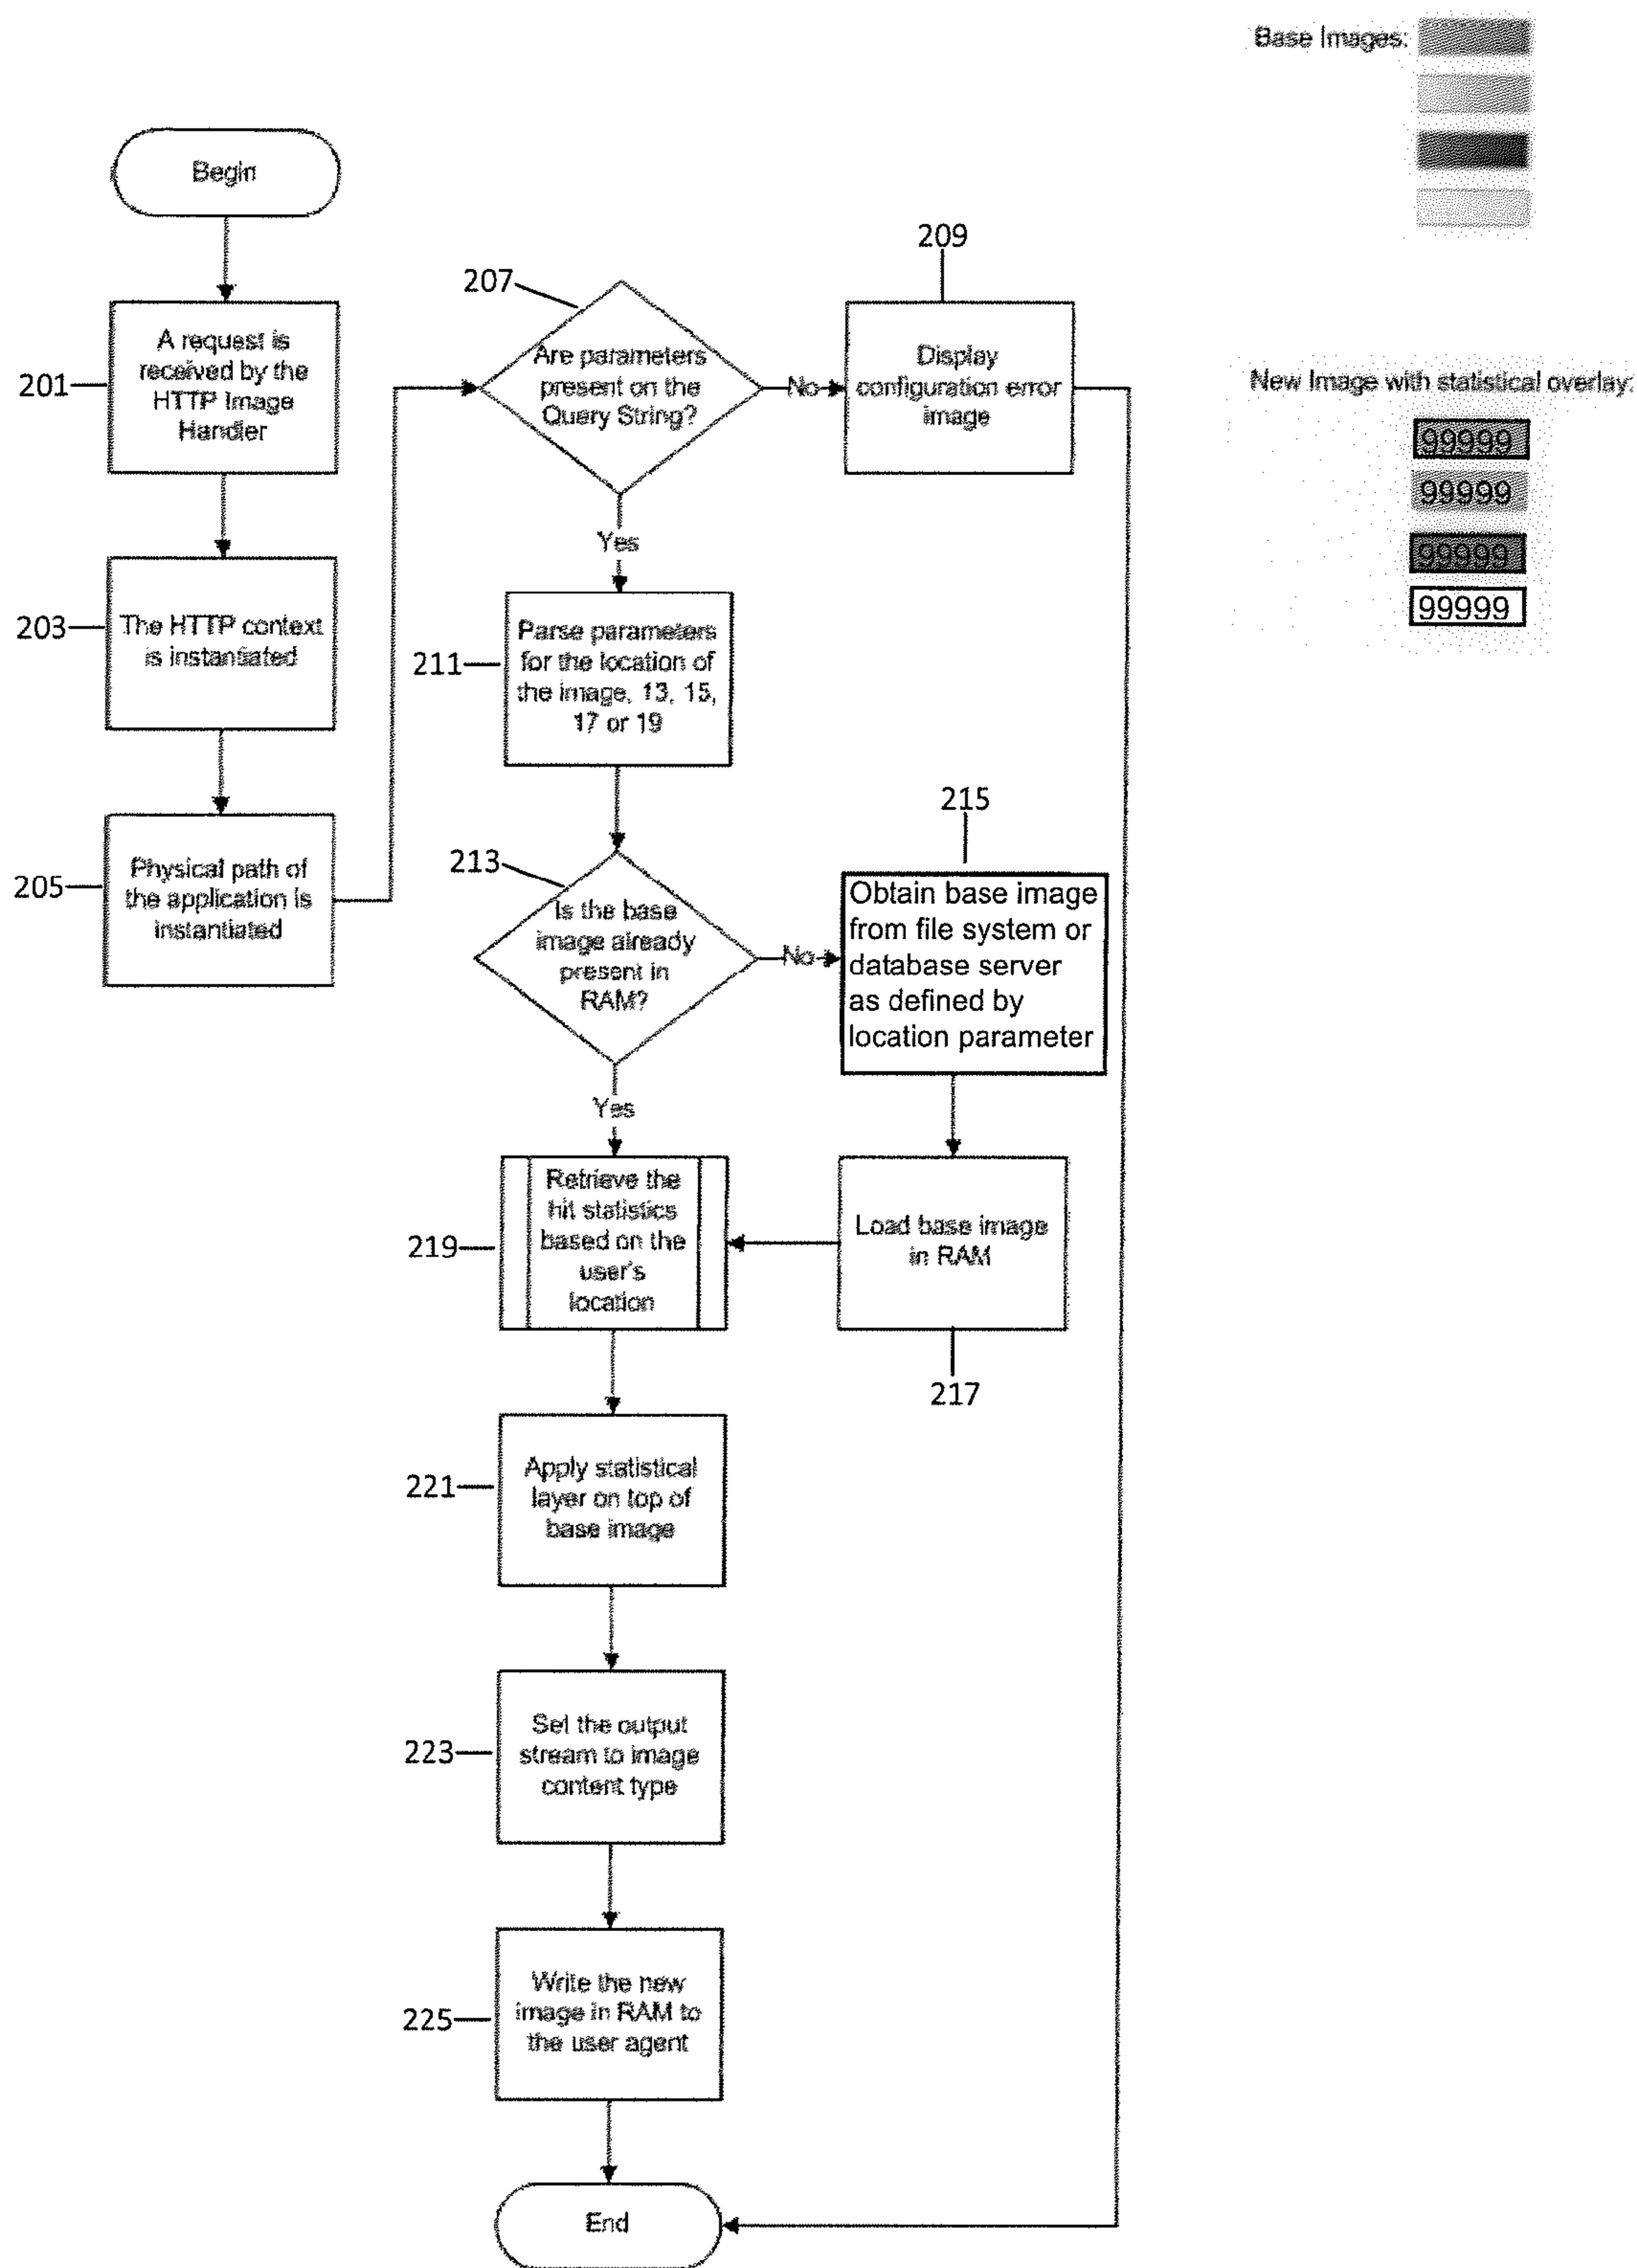 Base Images:
Begin
201
A request is
received by the
HTTP Image
Handler
203
The HTTP context
is instantiated
205
Physical path of
the application is
instantiated
207
Are parameters
present on the
Query String?
No
209
Display
configuration error
image
New Image with statistical overlay:
99999
99999
99999
99999
Yes
211
Parse parameters
for the location of
the image, 13, 15,
17 or 19
213
Is the base
image already
present in
RAM?
No
215
Obtain base image
from file system or
database server
as defined by
location parameter
Yes
219
Retrieve the
hit statistics
based on the
user's
location
Load base image
in RAM
217
221
Apply statistical
layer on top of
base image
223
Set the output
stream to image
content type
225
Write the new
image in RAM to
the user agent
End